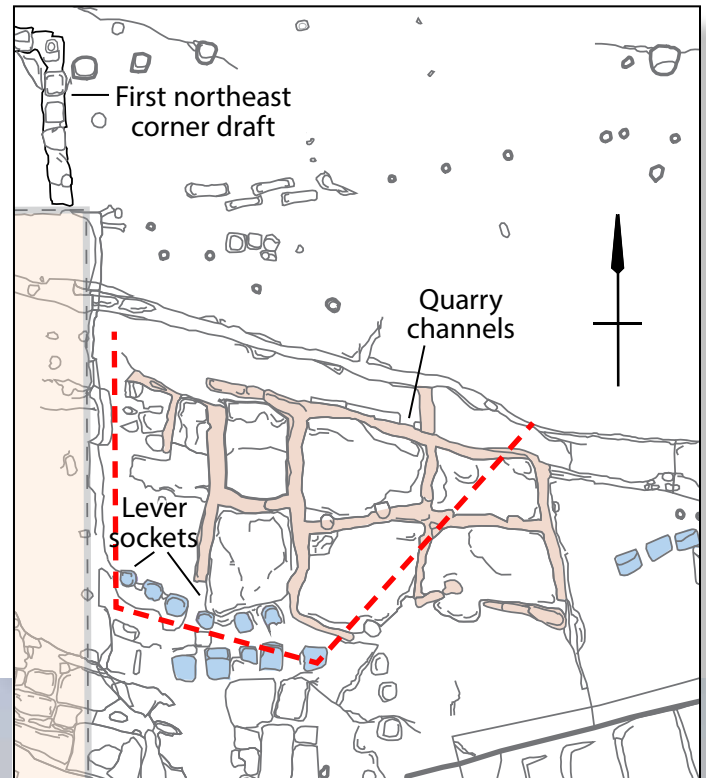 First northeast
corner draft
Quarry
channels
Lever
sockets